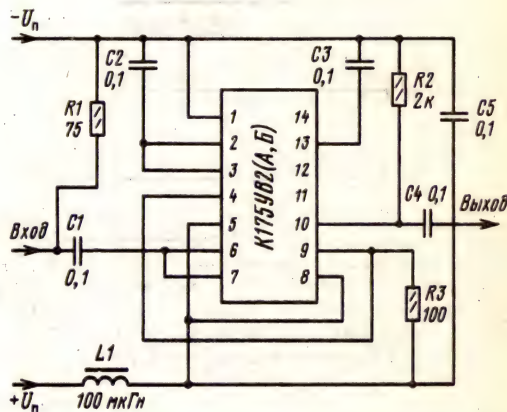 -Uп
C2
0,1
C3
0,1
R1
75
R2
2к
C5
0,1
К175УВ2(А,Б)
1
2
3
4
5
6
7
14
13
12
11
10
9
8
C4 0,1
Выход
Вход
C1
0,1
R3
100
L1
100 мкГн
+Uп